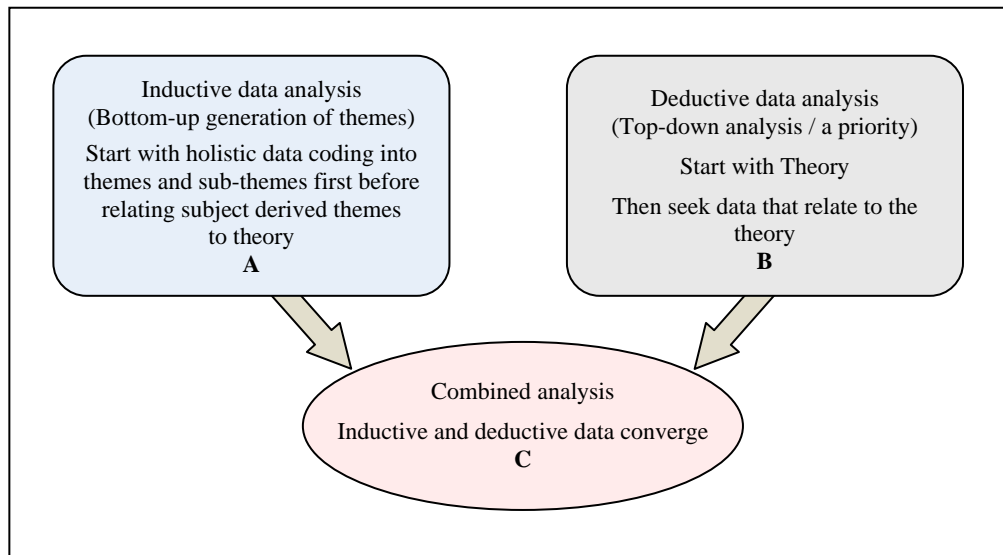 Inductive data analysis
(Bottom-up generation of themes)
Start with holistic data coding into
themes and sub-themes first before
relating subject derived themes
to theory
A
Deductive data analysis
(Top-down analysis / a priority)
Start with Theory
Then seek data that relate to the
theory
B
Combined analysis
Inductive and deductive data converge
C